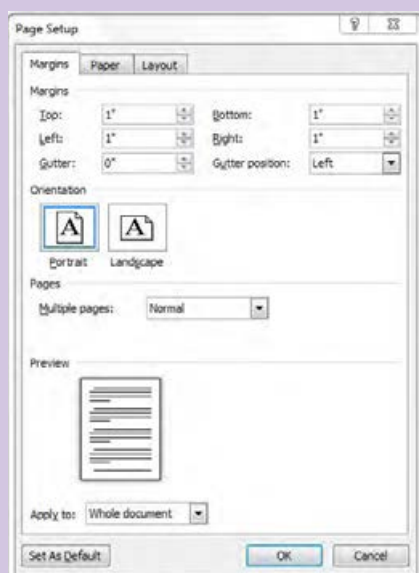 Page Setup
Margins Paper Layout
Margins
Top: 1" Bottom: 1"
Left: 1" Right: 1"
Gutter: 0" Gutter position: Left
Orientation
A A
Portrait Landscape
Pages
Multiple pages: Normal
Preview
Apply to: Whole document
Set As Default OK Cancel